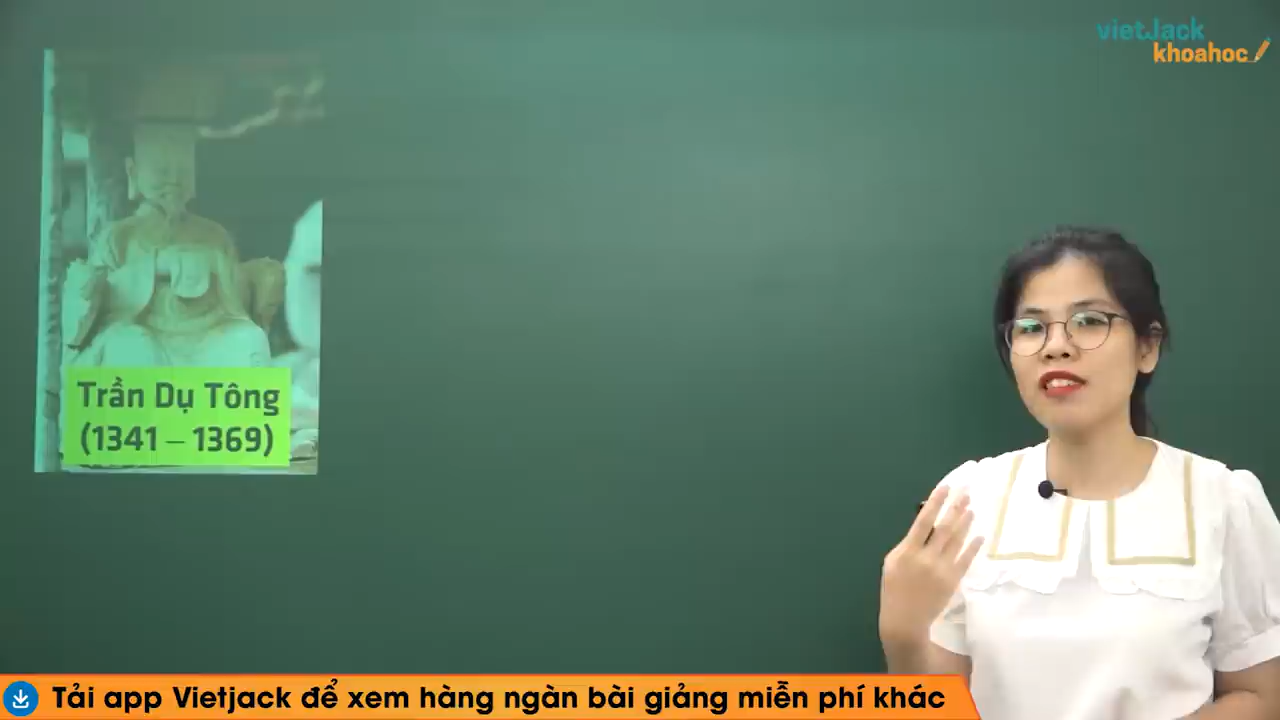 vietJack
khoahoc
Trần Dụ Tông
(1341 – 1369)
Tải app Vietjack để xem hàng ngàn bài giảng miễn phí khác